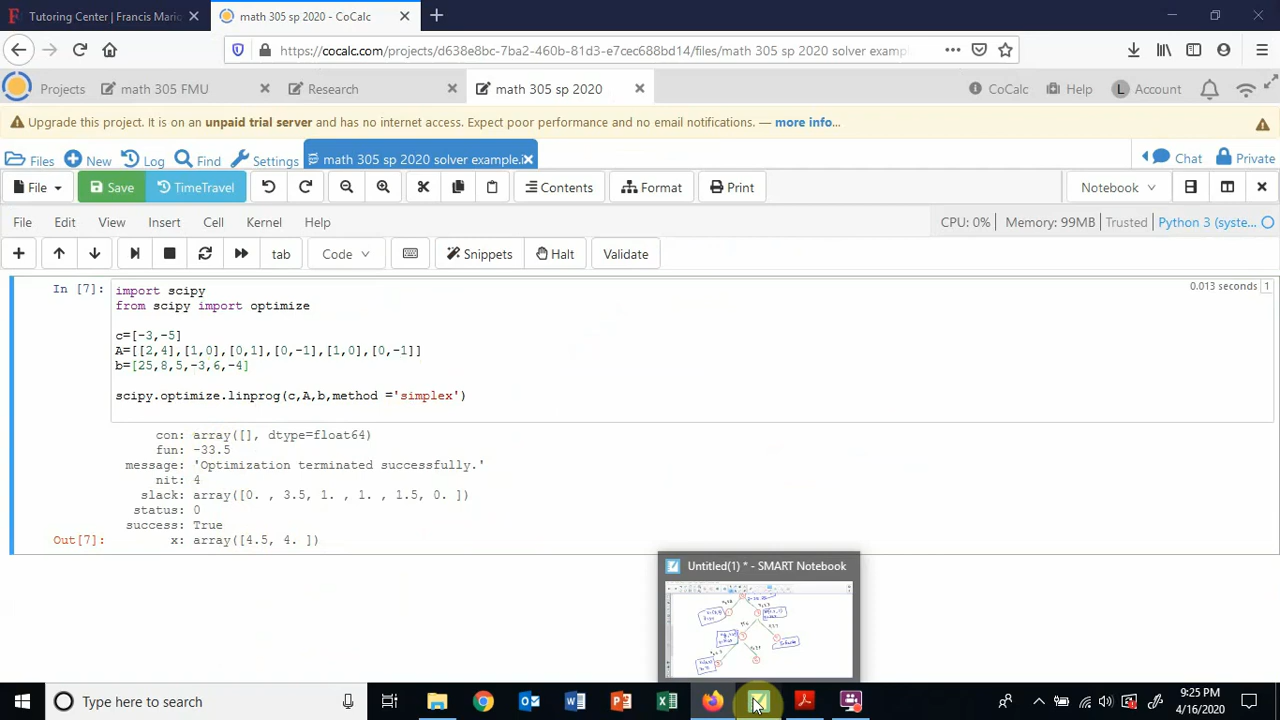 Tutoring Center | Francis Mario
math 305 sp 2020 - CoCalc
https://cocalc.com/projects/d638e8bc-7ba2-460b-81d3-e7cec688bd14/files/math 305 sp 2020 solver examp
Projects
math 305 FMU
Research
math 305 sp 2020
CoCalc
Help
L Account
Upgrade this project. It is on an unpaid trial server and has no internet access. Expect poor performance and no email notifications. — more info...
Files
New
Log
Find
Settings
math 305 sp 2020 solver example.i
Chat
Private
File
Save
TimeTravel
Contents
Format
Print
Notebook
File Edit View Insert Cell Kernel Help
CPU: 0% Memory: 99MB Trusted Python 3 (syste...
tab
Code
Snippets
Halt
Validate
In [7]:
import scipy
0.013 seconds 1
from scipy import optimize
c=[-3,-5]
A=[[2,4],[1,0],[0,1],[0,-1],[1,0],[0,-1]]
b=[25,8,5,-3,6,-4]
scipy.optimize.linprog(c,A,b,method ='simplex')
con: array([], dtype=float64)
fun: -33.5
message: 'Optimization terminated successfully.'
nit: 4
slack: array([0. , 3.5, 1. , 1. , 1.5, 0. ])
status: 0
success: True
Out[7]: x: array([4.5, 4. ])
Untitled(1) * - SMART Notebook
Type here to search
9:25 PM
4/16/2020